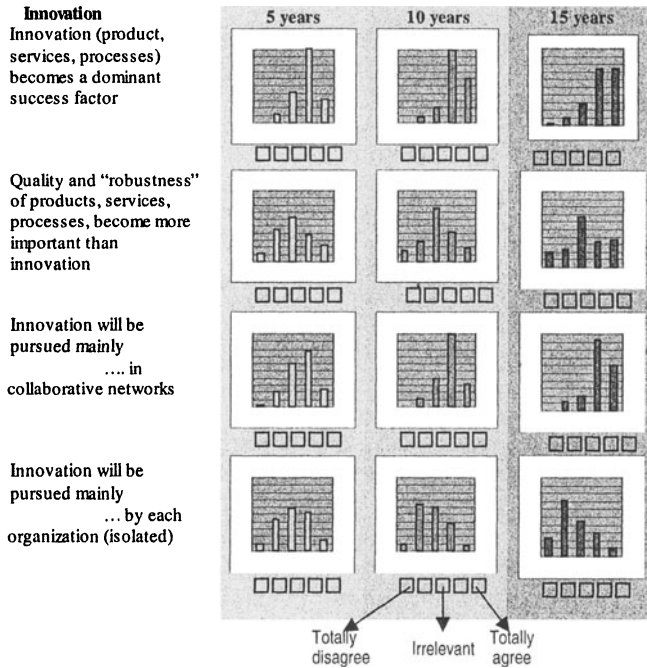 Innovation
5 years
10 years
15 years
Innovation (product,
services, processes)
becomes a dominant
success factor
Quality and “robustness”
of products, services,
processes, become more
important than
innovation
Innovation will be
pursued mainly
…. in
collaborative networks
Innovation will be
pursued mainly
… by each
organization (isolated)
Totally
disagree
Irrelevant
Totally
agree